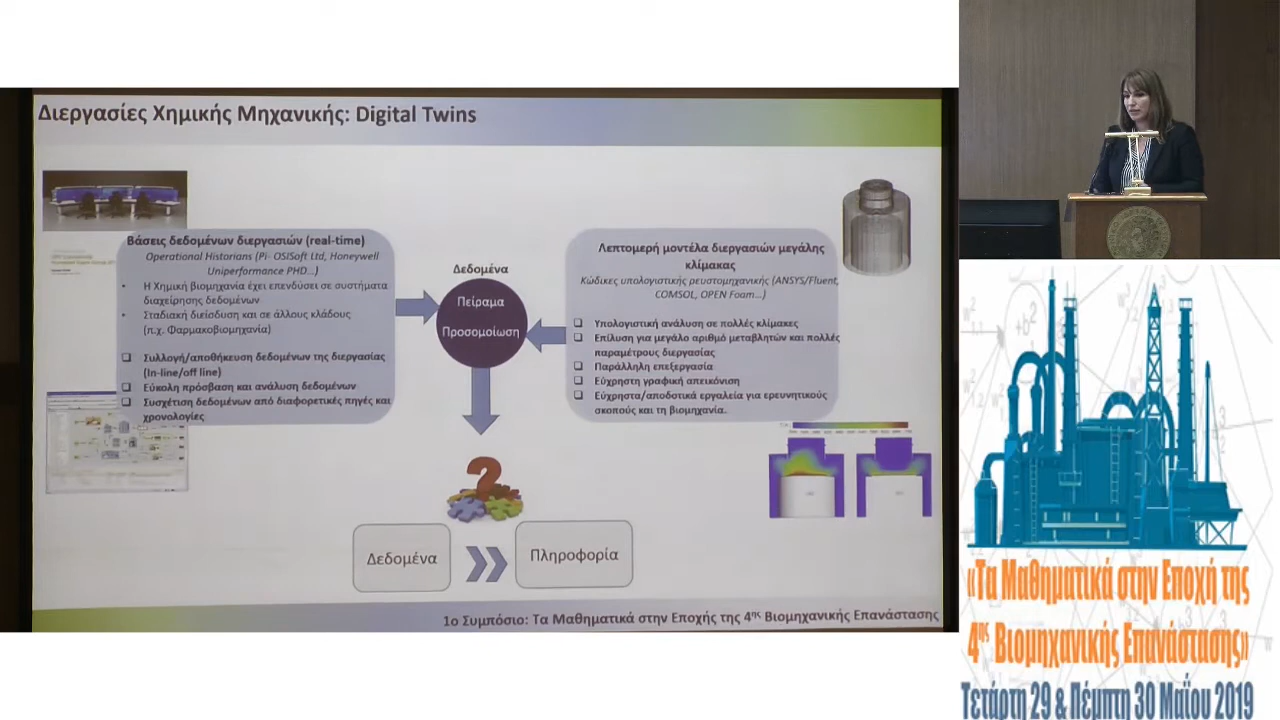 Διεργασίες Χημικής Μηχανικής: Digital Twins
Βάσεις δεδομένων διεργασιών (real-time)
Operational Historians (Pi- OSISoft Ltd, Honeywell
Uniperformance PHD...)
• Η Χημική βιομηχανία έχει επενδύσει σε συστήματα
διαχείρησης δεδομένων
• Σταδιακή διείσδυση και σε άλλους κλάδους
(π.χ. Φαρμακοβιομηχανία)
❑ Συλλογή/αποθήκευση δεδομένων της διεργασίας
(In-line/off line)
❑ Εύκολη πρόσβαση και ανάλυση δεδομένων
❑ Συσχέτιση δεδομένων από διαφορετικές πηγές και
χρονολογίες
Δεδομένα
Πείραμα
Προσομοίωση
Λεπτομερή μοντέλα διεργασιών μεγάλης
κλίμακας
Κώδικες υπολογιστικής ρευστομηχανικής (ANSYS/Fluent,
COMSOL, OPEN Foam...)
❑ Υπολογιστική ανάλυση σε πολλές κλίμακες
❑ Επίλυση για μεγάλο αριθμό μεταβλητών και πολλές
παραμέτρους διεργασίας
❑ Παράλληλη επεξεργασία
❑ Εύχρηστη γραφική απεικόνιση
❑ Εύχρηστα/αποδοτικά εργαλεία για ερευνητικούς
σκοπούς και τη βιομηχανία.
Δεδομένα
Πληροφορία
1ο Συμπόσιο: Τα Μαθηματικά στην Εποχής της 4ης Βιομηχανικής Επανάστασης
«Τα Μαθηματικά στην Εποχή της
4ης Βιομηχανικής Επανάστασης»
Τετάρτη 29 & Πέμπτη 30 Μαΐου 2019